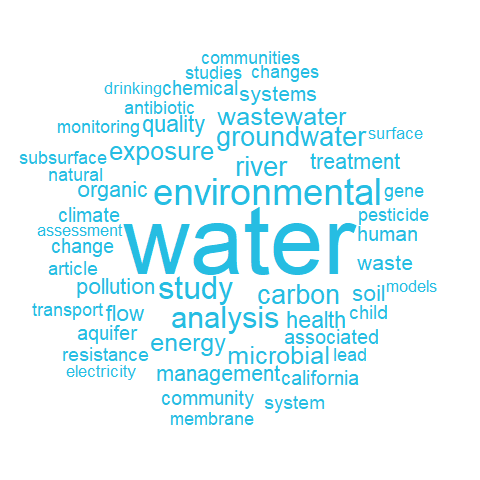 communities
studies changes
drinking chemical systems
antibiotic wastewater
monitoring quality groundwater surface
subsurface exposure river treatment
natural organic environmental gene
climate water pesticide
assessment human
change
article waste
pollution study carbon soil models
transport flow analysis health child
aquifer energy associated
resistance microbial lead
electricity management california
community system
membrane